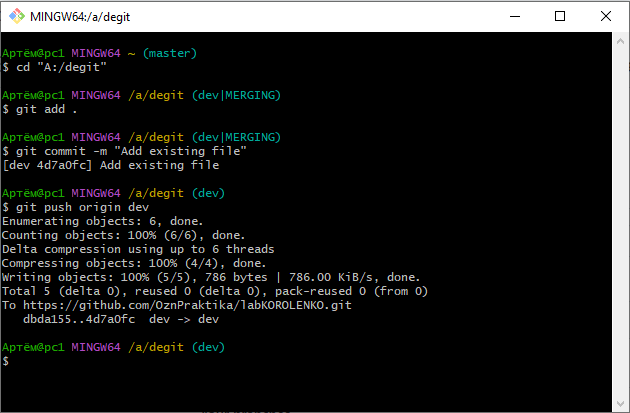 MINGW64:/a/degit
Артём@pc1 MINGW64 ~ (master)
$ cd "A:/degit"
Артём@pc1 MINGW64 /a/degit (dev|MERGING)
$ git add .
Артём@pc1 MINGW64 /a/degit (dev|MERGING)
$ git commit -m "Add existing file"
[dev 4d7a0fc] Add existing file
Артём@pc1 MINGW64 /a/degit (dev)
$ git push origin dev
Enumerating objects: 6, done.
Counting objects: 100% (6/6), done.
Delta compression using up to 6 threads
Compressing objects: 100% (4/4), done.
Writing objects: 100% (5/5), 786 bytes | 786.00 KiB/s, done.
Total 5 (delta 0), reused 0 (delta 0), pack-reused 0 (from 0)
To https://github.com/OznPraktika/labKOROLENKO.git
   dbda155..4d7a0fc  dev -> dev
Артём@pc1 MINGW64 /a/degit (dev)
$